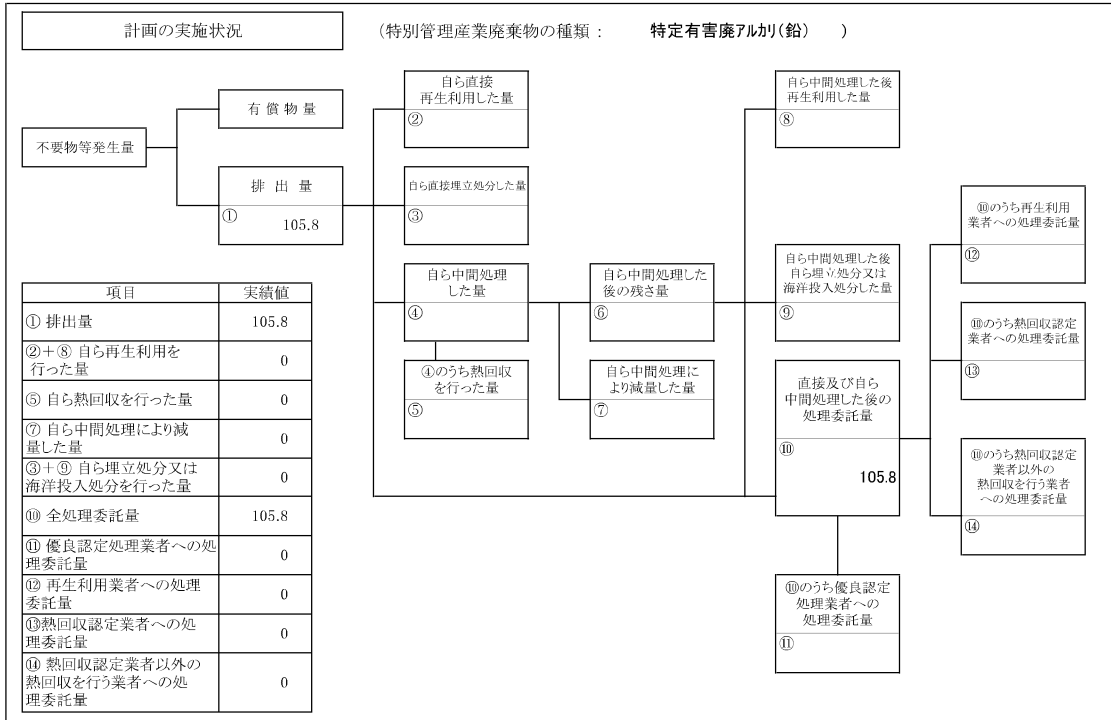 計画の実施状況
(特別管理産業廃棄物の種類： 特定有害廃アルカリ(鉛) )
不要物等発生量
有償物量
排出量
①
105.8
自ら直接
再生利用した量
②
自ら直接埋立処分した量
③
自ら中間処理
した量
④
④のうち熱回収
を行った量
⑤
自ら中間処理した
後の残さ量
⑥
自ら中間処理に
より減量した量
⑦
自ら中間処理した後
再生利用した量
⑧
自ら中間処理した後
自ら埋立処分又は
海洋投入処分した量
⑨
直接及び自ら
中間処理した後の
処理委託量
⑩
105.8
⑩のうち優良認定
処理業者への
処理委託量
⑪
⑩のうち再生利用
業者への処理委託量
⑫
⑩のうち熱回収認定
業者への処理委託量
⑬
⑩のうち熱回収認定
業者以外の
熱回収を行う業者
への処理委託量
⑭
項目 実績値
①排出量 105.8
②＋⑧ 自ら再生利用を
行った量 0
⑤ 自ら熱回収を行った量 0
⑦ 自ら中間処理により減
量した量 0
③＋⑨ 自ら埋立処分又は
海洋投入処分を行った量 0
⑩ 全処理委託量 105.8
⑪ 優良認定処理業者への処
理委託量 0
⑫ 再生利用業者への処理
委託量 0
⑬熱回収認定業者への処
理委託量 0
⑭ 熱回収認定業者以外の
熱回収を行う業者への処
理委託量 0